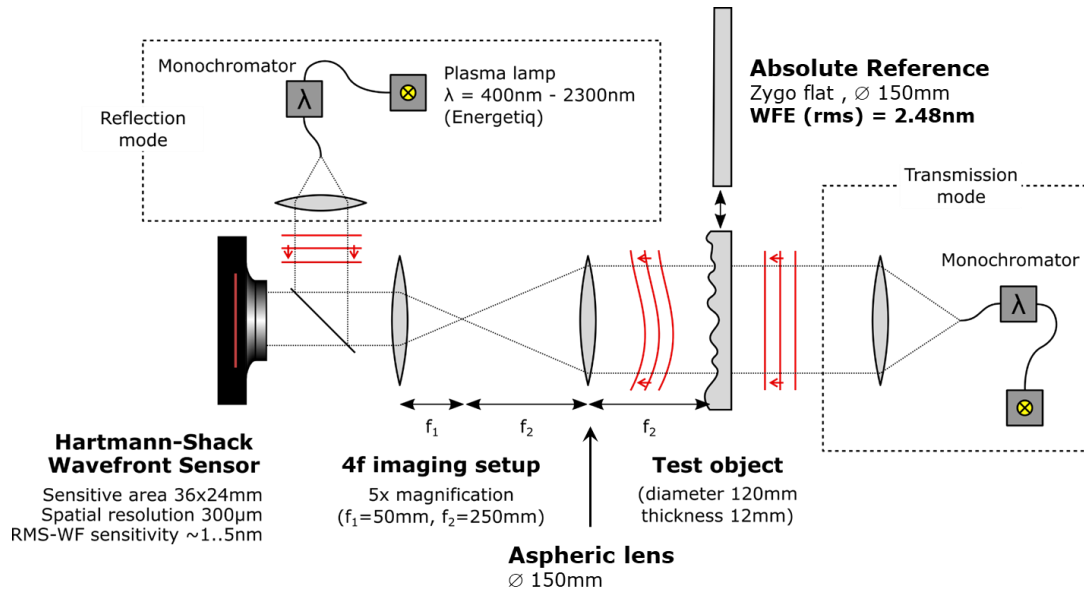 Monochromator
λ
Plasma lamp
λ = 400nm - 2300nm
(Energetiq)
Reflection
mode
Absolute Reference
Zygo flat , ∅ 150mm
WFE (rms) = 2.48nm
Transmission
mode
Monochromator
λ
f₁
f₂
f₂
Hartmann-Shack
Wavefront Sensor
Sensitive area 36x24mm
Spatial resolution 300µm
RMS-WF sensitivity ~1..5nm
4f imaging setup
5x magnification
(f₁=50mm, f₂=250mm)
Test object
(diameter 120mm
thickness 12mm)
Aspheric lens
∅ 150mm